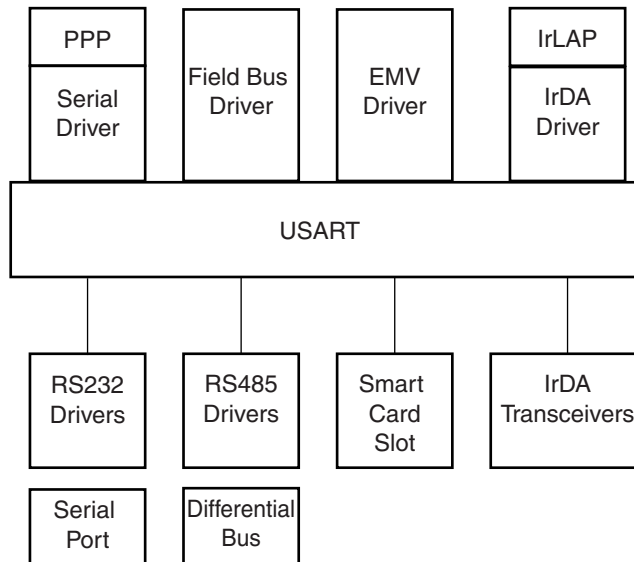 PPP
Serial
Driver
Field Bus
Driver
EMV
Driver
IrLAP
IrDA
Driver
USART
RS232
Drivers
RS485
Drivers
Smart
Card
Slot
IrDA
Transceivers
Serial
Port
Differential
Bus